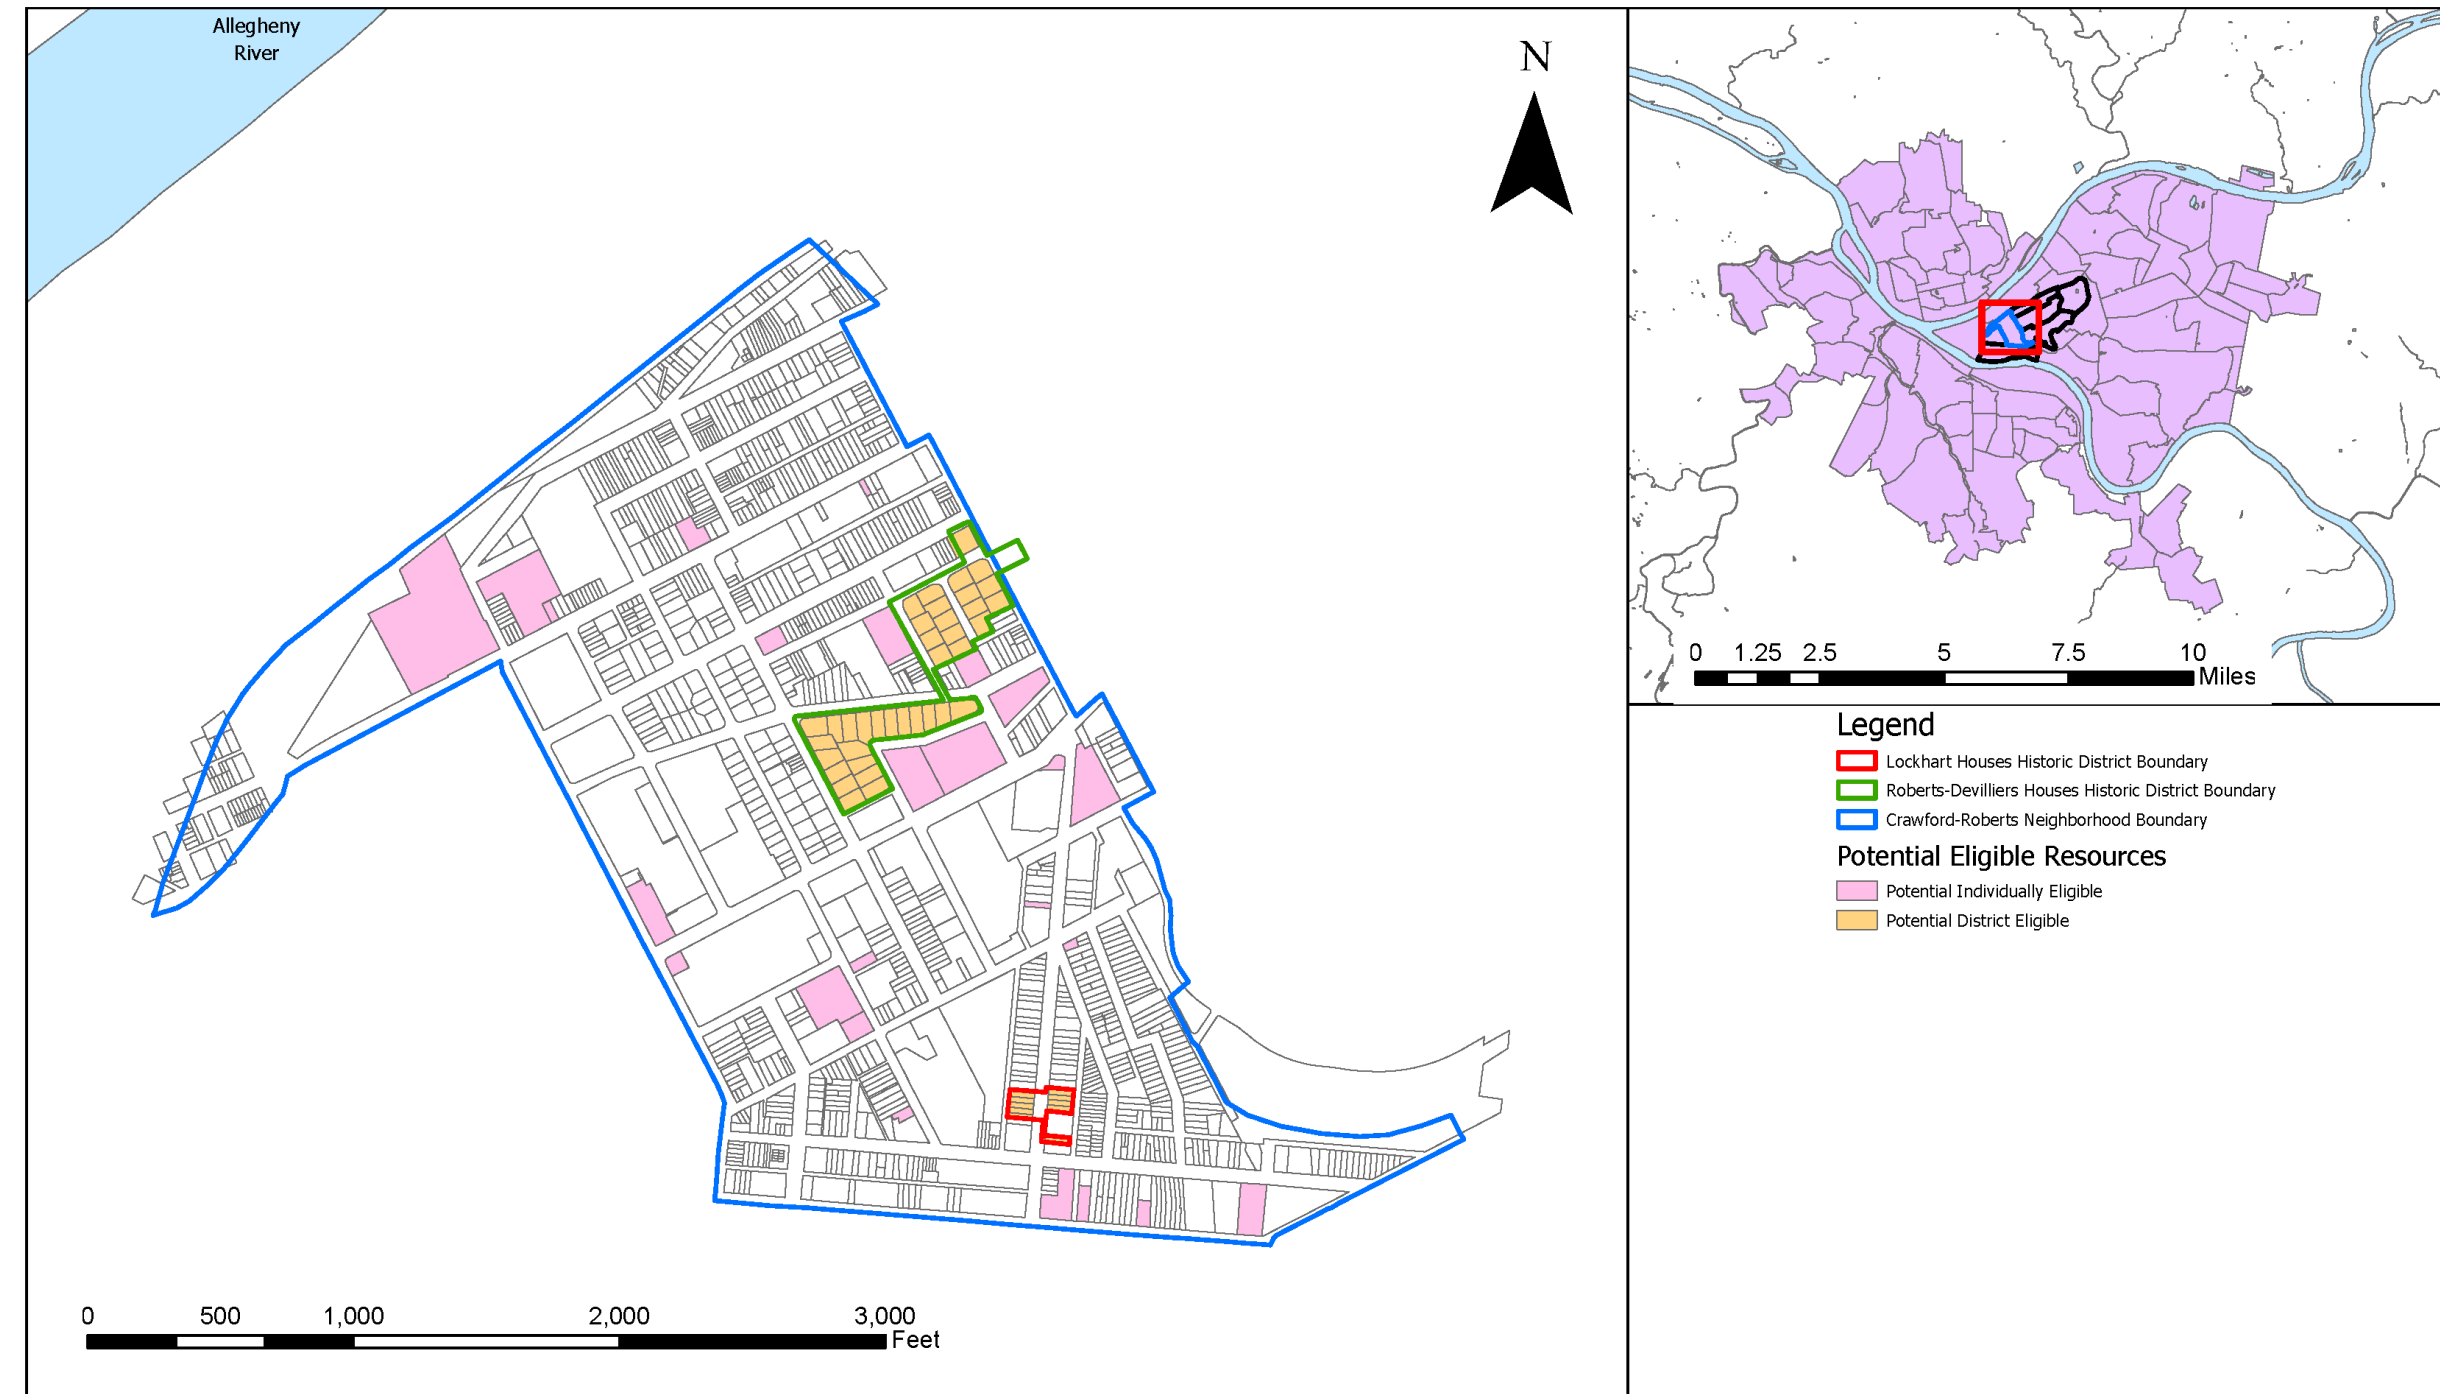 Allegheny
River
N
0 500 1,000 2,000 3,000
Feet
0 1.25 2.5 5 7.5 10
Miles
Legend
Lockhart Houses Historic District Boundary
Roberts-Devilliers Houses Historic District Boundary
Crawford-Roberts Neighborhood Boundary
Potential Eligible Resources
Potential Individually Eligible
Potential District Eligible